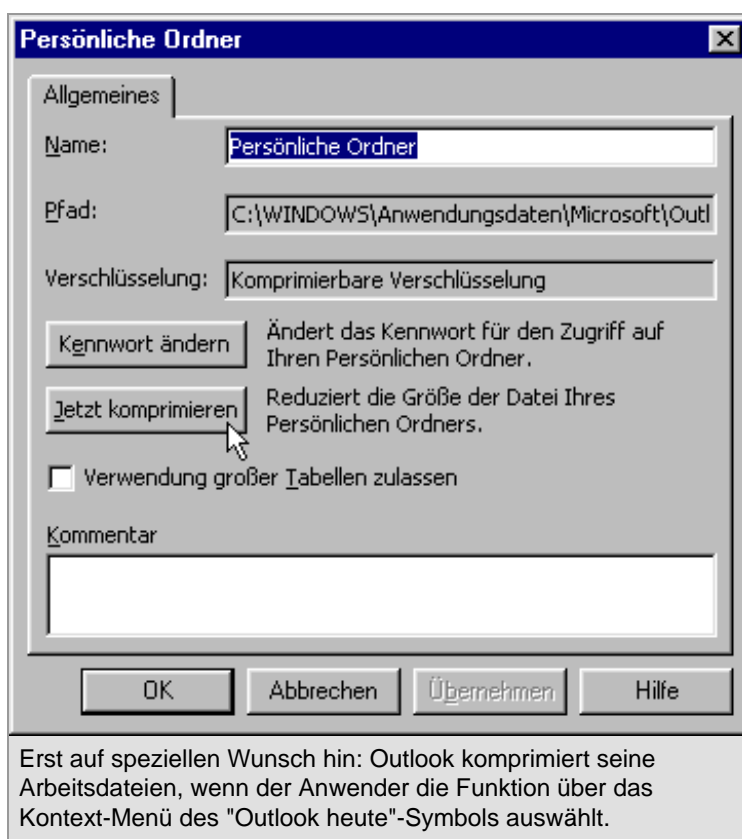 Persönliche Ordner
Allgemeines
Name: Persönliche Ordner
Pfad: C:\WINDOWS\Anwendungsdaten\Microsoft\Outl
Verschlüsselung: Komprimierbare Verschlüsselung
Kennwort ändern
Ändert das Kennwort für den Zugriff auf
Ihren Persönlichen Ordner.
Jetzt komprimieren
Reduziert die Größe der Datei Ihres
Persönlichen Ordners.
Verwendung großer Tabellen zulassen
Kommentar
OK Abbrechen Übernehmen Hilfe
Erst auf speziellen Wunsch hin: Outlook komprimiert seine
Arbeitsdateien, wenn der Anwender die Funktion über das
Kontext-Menü des "Outlook heute"-Symbols auswählt.